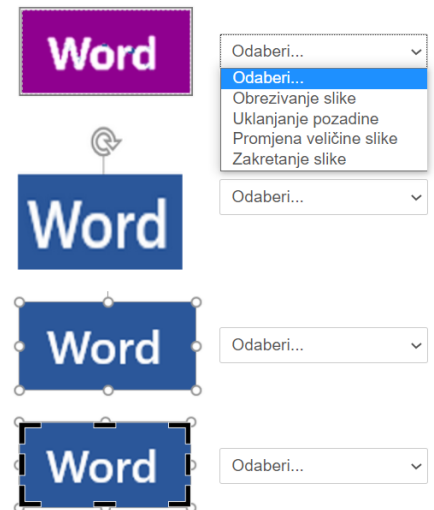 Word
Odaberi...
Odaberi...
Obrezivanje slike
Uklanjanje pozadine
Promjena veličine slike
Zakretanje slike
Word
Odaberi...
Word
Odaberi...
Word
Odaberi...